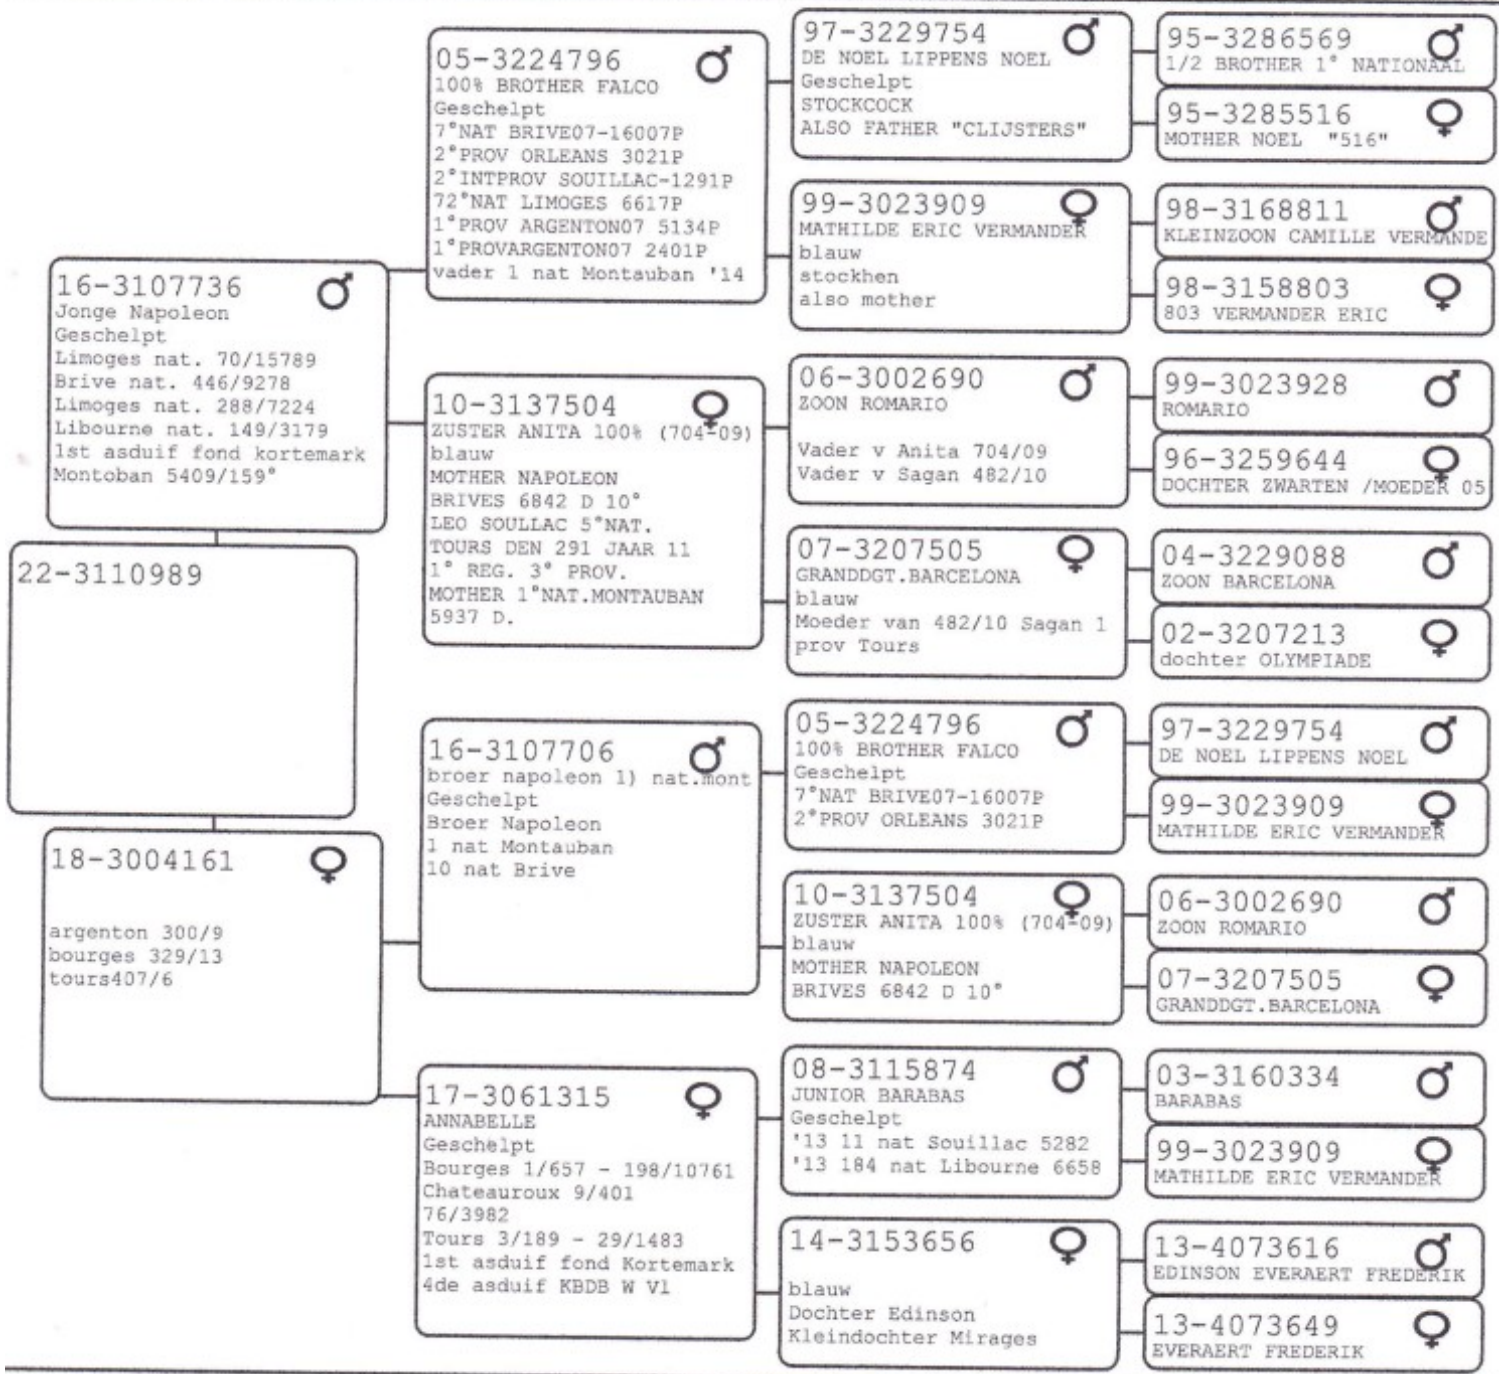 22-3110989
16-3107736
Jonge Napoleon
Geschelpt
Limoges nat. 70/15789
Brive nat. 446/9278
Limoges nat. 288/7224
Libourne nat. 149/3179
1st asduif fond kortemark
Montoban 5409/159°
18-3004161
argenton 300/9
bourges 329/13
tours407/6
05-3224796
100% BROTHER FALCO
Geschelpt
7°NAT BRIVE07-16007P
2°PROV ORLEANS 3021P
2°INTPROV SOUILLAC-1291P
72°NAT LIMOGES 6617P
1°PROV ARGENTON07 5134P
1°PROVARGENTON07 2401P
vader 1 nat Montauban '14
10-3137504
ZUSTER ANITA 100% (704-09)
blauw
MOTHER NAPOLEON
BRIVES 6842 D 10°
LEO SOULLAC 5°NAT.
TOURS DEN 291 JAAR 11
1° REG. 3° PROV.
MOTHER 1°NAT.MONTAUBAN
5937 D.
16-3107706
broer napoleon 1) nat.mont
Geschelpt
Broer Napoleon
1 nat Montauban
10 nat Brive
17-3061315
ANNABELLE
Geschelpt
Bourges 1/657 - 198/10761
Chateauroux 9/401
76/3982
Tours 3/189 - 29/1483
1st asduif fond Kortemark
4de asduif KBDB W Vl
97-3229754
DE NOEL LIPPENS NOEL
Geschelpt
STOCKCOCK
ALSO FATHER "CLIJSTERS"
99-3023909
MATHILDE ERIC VERMANDER
blauw
stockhen
also mother
06-3002690
ZOON ROMARIO
Vader v Anita 704/09
Vader v Sagan 482/10
07-3207505
GRANDDGT.BARCELONA
blauw
Moeder van 482/10 Sagan 1
prov Tours
05-3224796
100% BROTHER FALCO
Geschelpt
7°NAT BRIVE07-16007P
2°PROV ORLEANS 3021P
10-3137504
ZUSTER ANITA 100% (704-09)
blauw
MOTHER NAPOLEON
BRIVES 6842 D 10°
08-3115874
JUNIOR BARABAS
Geschelpt
'13 11 nat Souillac 5282
'13 184 nat Libourne 6658
14-3153656
blauw
Dochter Edinson
Kleindochter Mirages
95-3286569
1/2 BROTHER 1° NATIONAAL
95-3285516
MOTHER NOEL "516"
98-3168811
KLEINZOON CAMILLE VERMANDE
98-3158803
803 VERMANDER ERIC
99-3023928
ROMARIO
96-3259644
DOCHTER ZWARTEN /MOEDER 05
04-3229088
ZOON BARCELONA
02-3207213
dochter OLYMPIADE
97-3229754
DE NOEL LIPPENS NOEL
99-3023909
MATHILDE ERIC VERMANDER
06-3002690
ZOON ROMARIO
07-3207505
GRANDDGT.BARCELONA
03-3160334
BARABAS
99-3023909
MATHILDE ERIC VERMANDER
13-4073616
EDINSON EVERAERT FREDERIK
13-4073649
EVERAERT FREDERIK